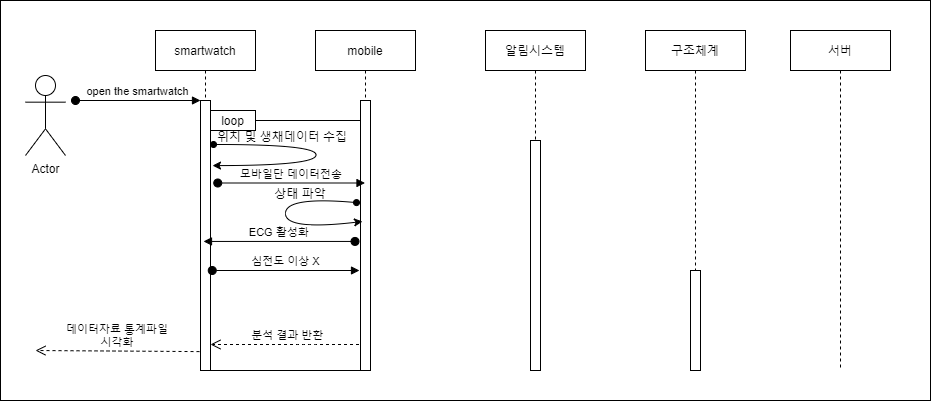 smartwatch
mobile
알림시스템
구조체계
서버
open the smartwatch
Actor
loop
위치 및 생채데이터 수집
모바일단 데이터전송
상태 파악
ECG 활성화
심전도 이상 X
분석 결과 반환
데이터자료 통계파일
시각화